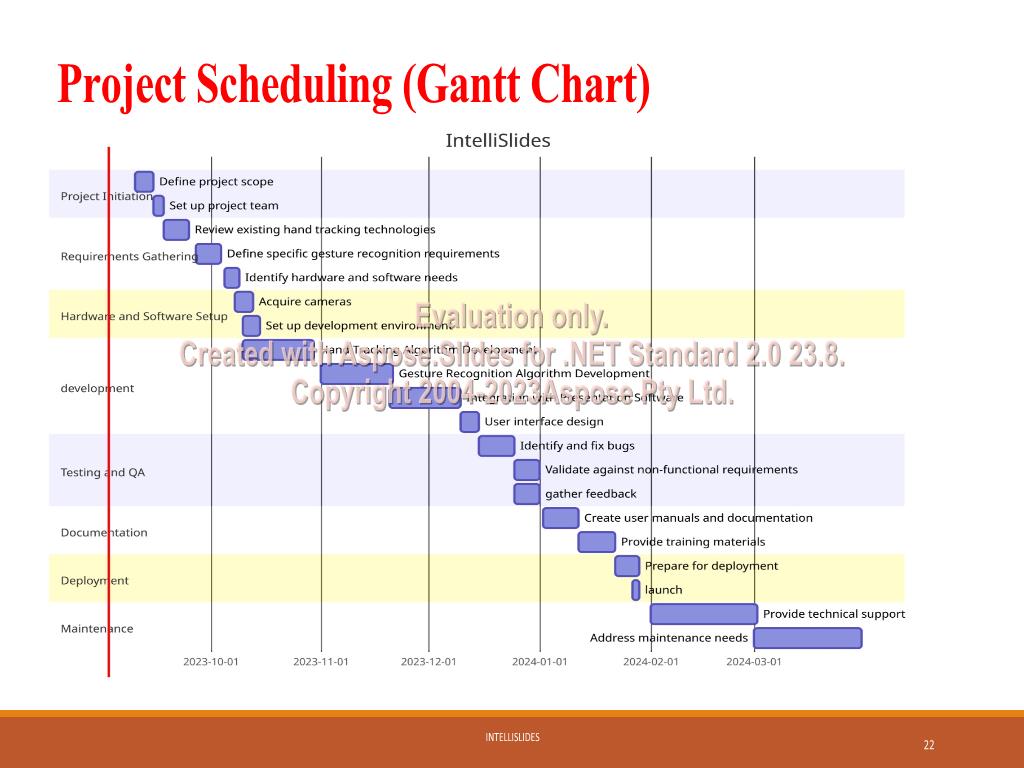 Project Scheduling (Gantt Chart)
IntelliSlides
Project Initiation
Define project scope
Set up project team
Requirements Gathering
Review existing hand tracking technologies
Define specific gesture recognition requirements
Identify hardware and software needs
Hardware and Software Setup
Acquire cameras
Set up development environment
Evaluation only.
Created with Aspose.Slides for .NET Standard 2.0 23.8.
Copyright 2004-2023Aspose Pty Ltd.
development
Hand Tracking Algorithm Development
Gesture Recognition Algorithm Development
Integration with Presentation Software
User interface design
Testing and QA
Identify and fix bugs
Validate against non-functional requirements
gather feedback
Documentation
Create user manuals and documentation
Provide training materials
Deployment
Prepare for deployment
launch
Maintenance
Provide technical support
Address maintenance needs
2023-10-01
2023-11-01
2023-12-01
2024-01-01
2024-02-01
2024-03-01
INTELLISLIDES
22